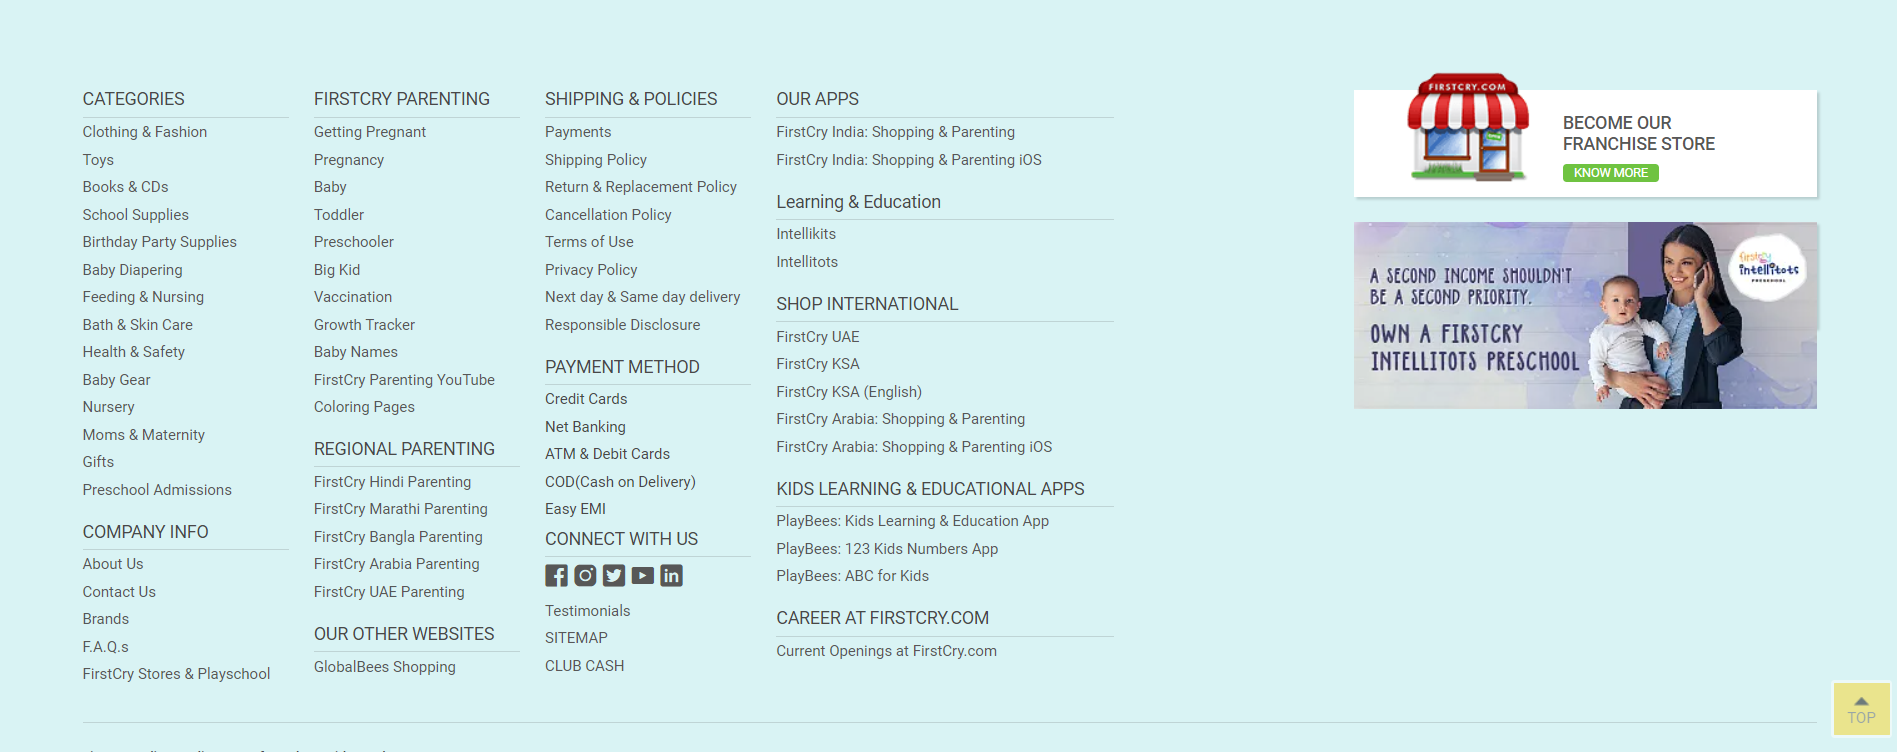 CATEGORIES
Clothing & Fashion
Toys
Books & CDs
School Supplies
Birthday Party Supplies
Baby Diapering
Feeding & Nursing
Bath & Skin Care
Health & Safety
Baby Gear
Nursery
Moms & Maternity
Gifts
Preschool Admissions
COMPANY INFO
About Us
Contact Us
Brands
F.A.Q.s
FirstCry Stores & Playschool
FIRSTCRY PARENTING
Getting Pregnant
Pregnancy
Baby
Toddler
Preschooler
Big Kid
Vaccination
Growth Tracker
Baby Names
FirstCry Parenting YouTube
Coloring Pages
REGIONAL PARENTING
FirstCry Hindi Parenting
FirstCry Marathi Parenting
FirstCry Bangla Parenting
FirstCry Arabia Parenting
FirstCry UAE Parenting
OUR OTHER WEBSITES
GlobalBees Shopping
SHIPPING & POLICIES
Payments
Shipping Policy
Return & Replacement Policy
Cancellation Policy
Terms of Use
Privacy Policy
Next day & Same day delivery
Responsible Disclosure
PAYMENT METHOD
Credit Cards
Net Banking
ATM & Debit Cards
COD(Cash on Delivery)
Easy EMI
CONNECT WITH US
Testimonials
SITEMAP
CLUB CASH
OUR APPS
FirstCry India: Shopping & Parenting
FirstCry India: Shopping & Parenting iOS
Learning & Education
Intellikits
Intellitots
SHOP INTERNATIONAL
FirstCry UAE
FirstCry KSA
FirstCry KSA (English)
FirstCry Arabia: Shopping & Parenting
FirstCry Arabia: Shopping & Parenting iOS
KIDS LEARNING & EDUCATIONAL APPS
PlayBees: Kids Learning & Education App
PlayBees: 123 Kids Numbers App
PlayBees: ABC for Kids
CAREER AT FIRSTCRY.COM
Current Openings at FirstCry.com
FIRSTCRY.COM
BECOME OUR
FRANCHISE STORE
KNOW MORE
A SECOND INCOME SHOULDN'T
BE A SECOND PRIORITY.
OWN A FIRSTCRY
INTELLITOTS PRESCHOOL
firstcry
intellitots
PRESCHOOL
TOP